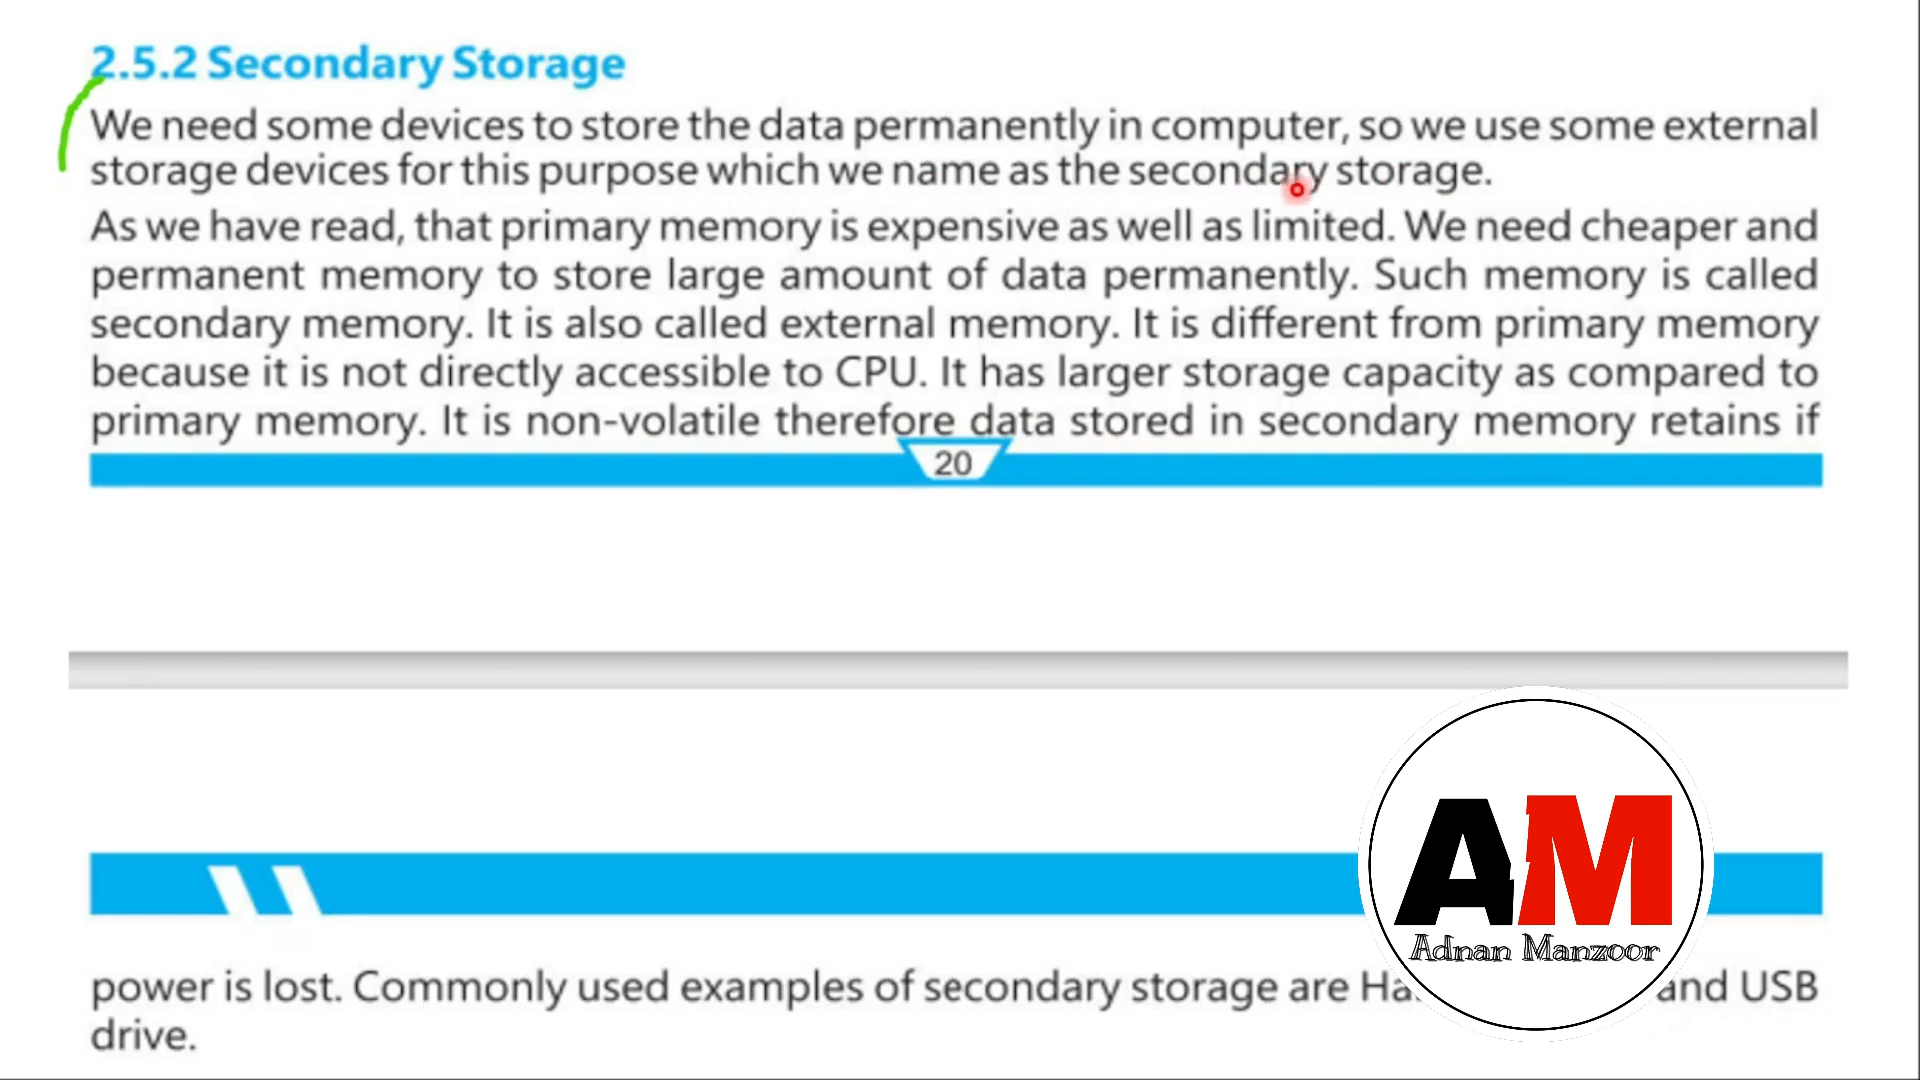 2.5.2 Secondary Storage
We need some devices to store the data permanently in computer, so we use some external
storage devices for this purpose which we name as the secondary storage.
As we have read, that primary memory is expensive as well as limited. We need cheaper and
permanent memory to store large amount of data permanently. Such memory is called
secondary memory. It is also called external memory. It is different from primary memory
because it is not directly accessible to CPU. It has larger storage capacity as compared to
primary memory. It is non-volatile therefore data stored in secondary memory retains if
20
AM
Adnan Manzoor
power is lost. Commonly used examples of secondary storage are and USB
drive.